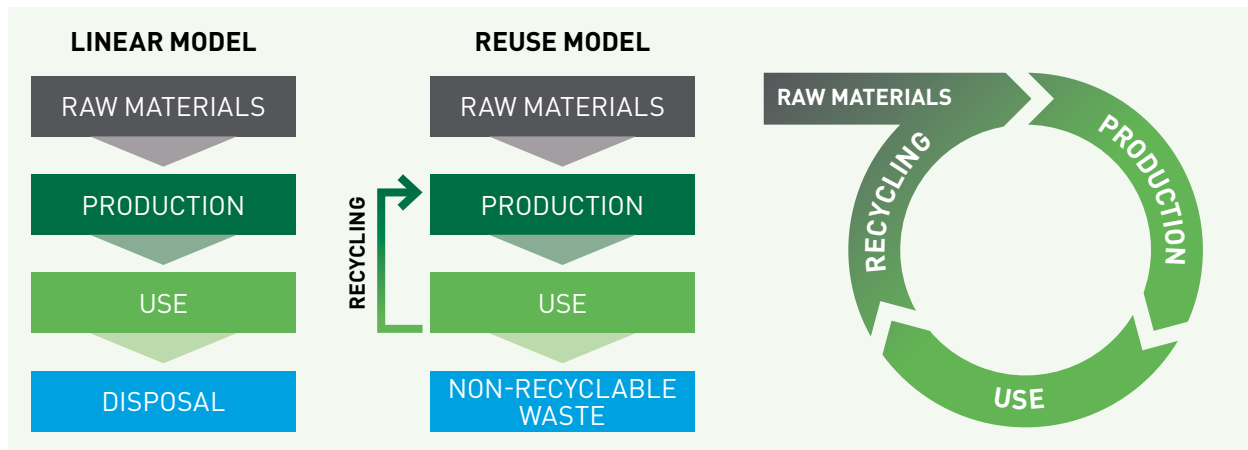 LINEAR MODEL
RAW MATERIALS
PRODUCTION
USE
DISPOSAL
REUSE MODEL
RAW MATERIALS
PRODUCTION
USE
NON-RECYCLABLE
WASTE
RECYCLING
RAW MATERIALS
PRODUCTION
USE
RECYCLING